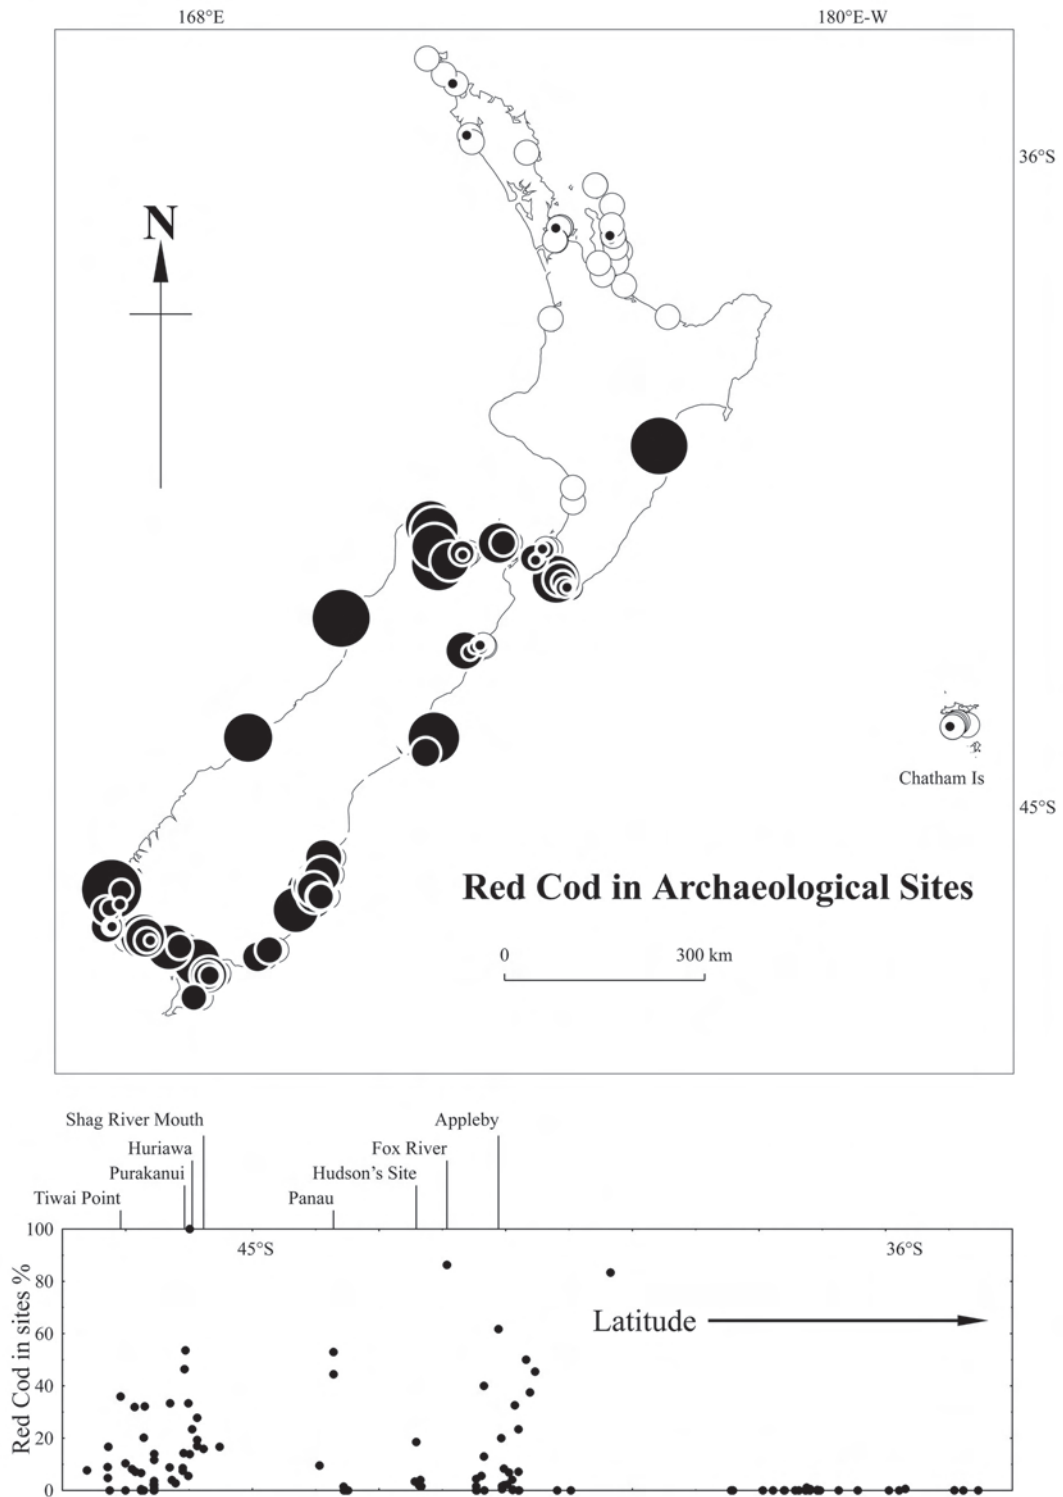 168°E 180°E-W
36°S
N
Chatham Is
45°S
Red Cod in Archaeological Sites
0 300 km
Shag River Mouth Appleby
Huriawa Fox River
Purakanui Hudson's Site
Tiwai Point Panau
100
45°S 36°S
80
Latitude
60
40
20
0
Red Cod in sites %